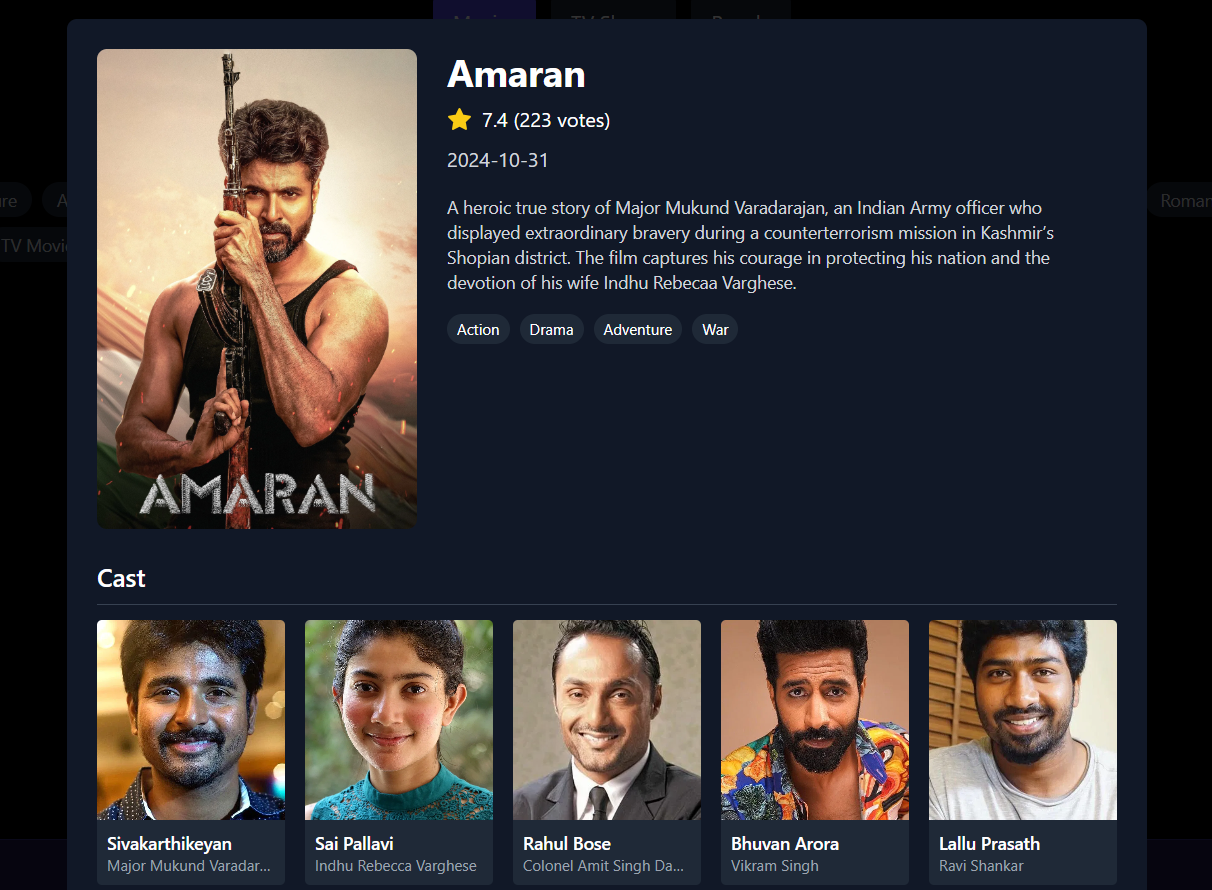 Amaran
7.4 (223 votes)
2024-10-31
A heroic true story of Major Mukund Varadarajan, an Indian Army officer who
displayed extraordinary bravery during a counterterrorism mission in Kashmir’s
Shopian district. The film captures his courage in protecting his nation and the
devotion of his wife Indhu Rebecaa Varghese.
Action Drama Adventure War
AMARAN
TV Movie
Cast
Sivakarthikeyan Sai Pallavi Rahul Bose Bhuvan Arora Lallu Prasath
Major Mukund Varadar... Indhu Rebecca Varghese Colonel Amit Singh Da... Vikram Singh Ravi Shankar